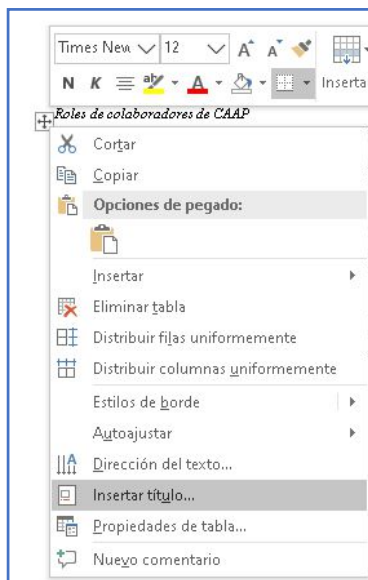 Times New 12 A A
N K A Inserta
Roles de colaboradores de CAAP
Cortar
Copiar
Opciones de pegado:
Insertar
Eliminar tabla
Distribuir filas uniformemente
Distribuir columnas uniformemente
Estilos de borde
Autoajustar
Dirección del texto...
Insertar título...
Propiedades de tabla...
Nuevo comentario